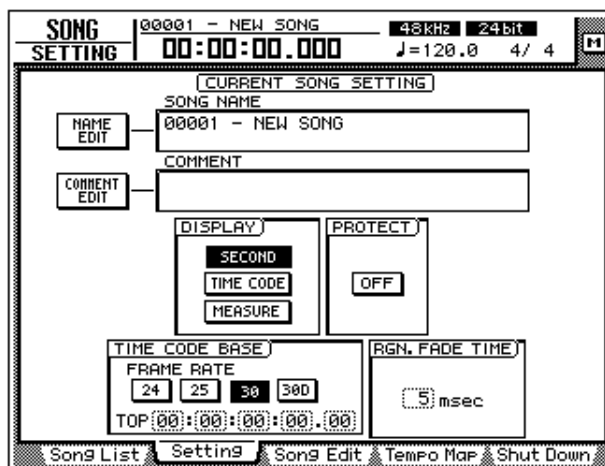 SONG 00001 - NEW SONG 48kHz 24bit
SETTING 00:00:00.000 ♩=120.0 4/ 4 M
CURRENT SONG SETTING
SONG NAME
NAME EDIT 00001 - NEW SONG
COMMENT
COMMENT EDIT
DISPLAY PROTECT
SECOND
TIME CODE OFF
MEASURE
TIME CODE BASE RGN. FADE TIME
FRAME RATE
24 25 30 30D 5 msec
TOP 00:00:00:00.00
Song List Setting Song Edit Tempo Map Shut Down